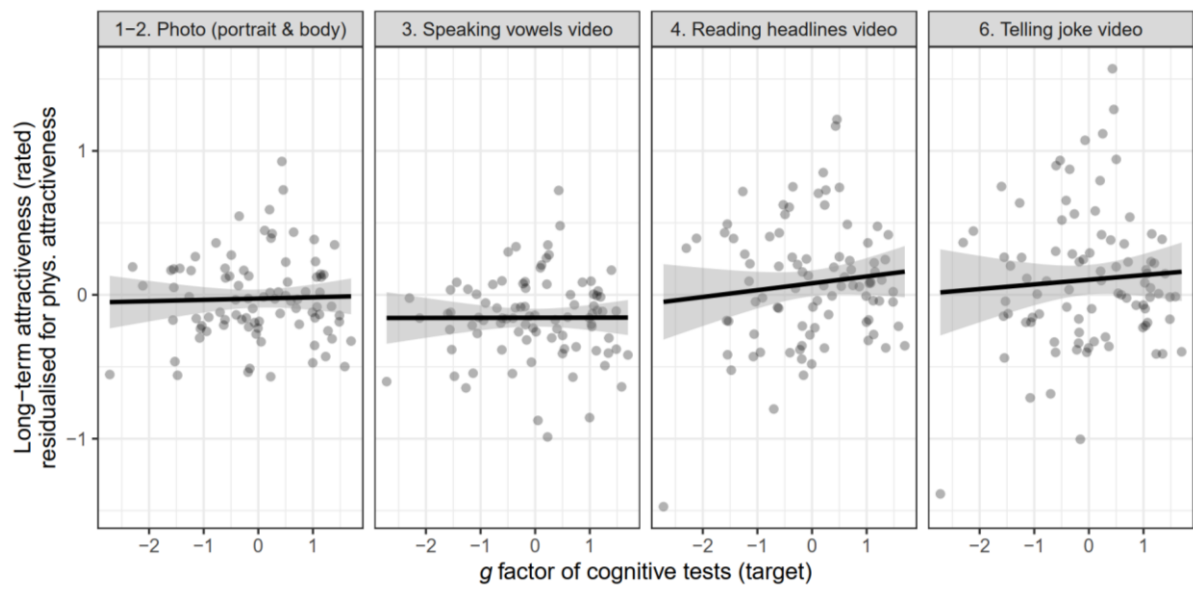 1−2. Photo (portrait & body)
3. Speaking vowels video
4. Reading headlines video
6. Telling joke video
Long−term attractiveness (rated)
residualised for phys. attractiveness
1
0
−1
−2 −1 0 1
−2 −1 0 1
−2 −1 0 1
−2 −1 0 1
g factor of cognitive tests (target)